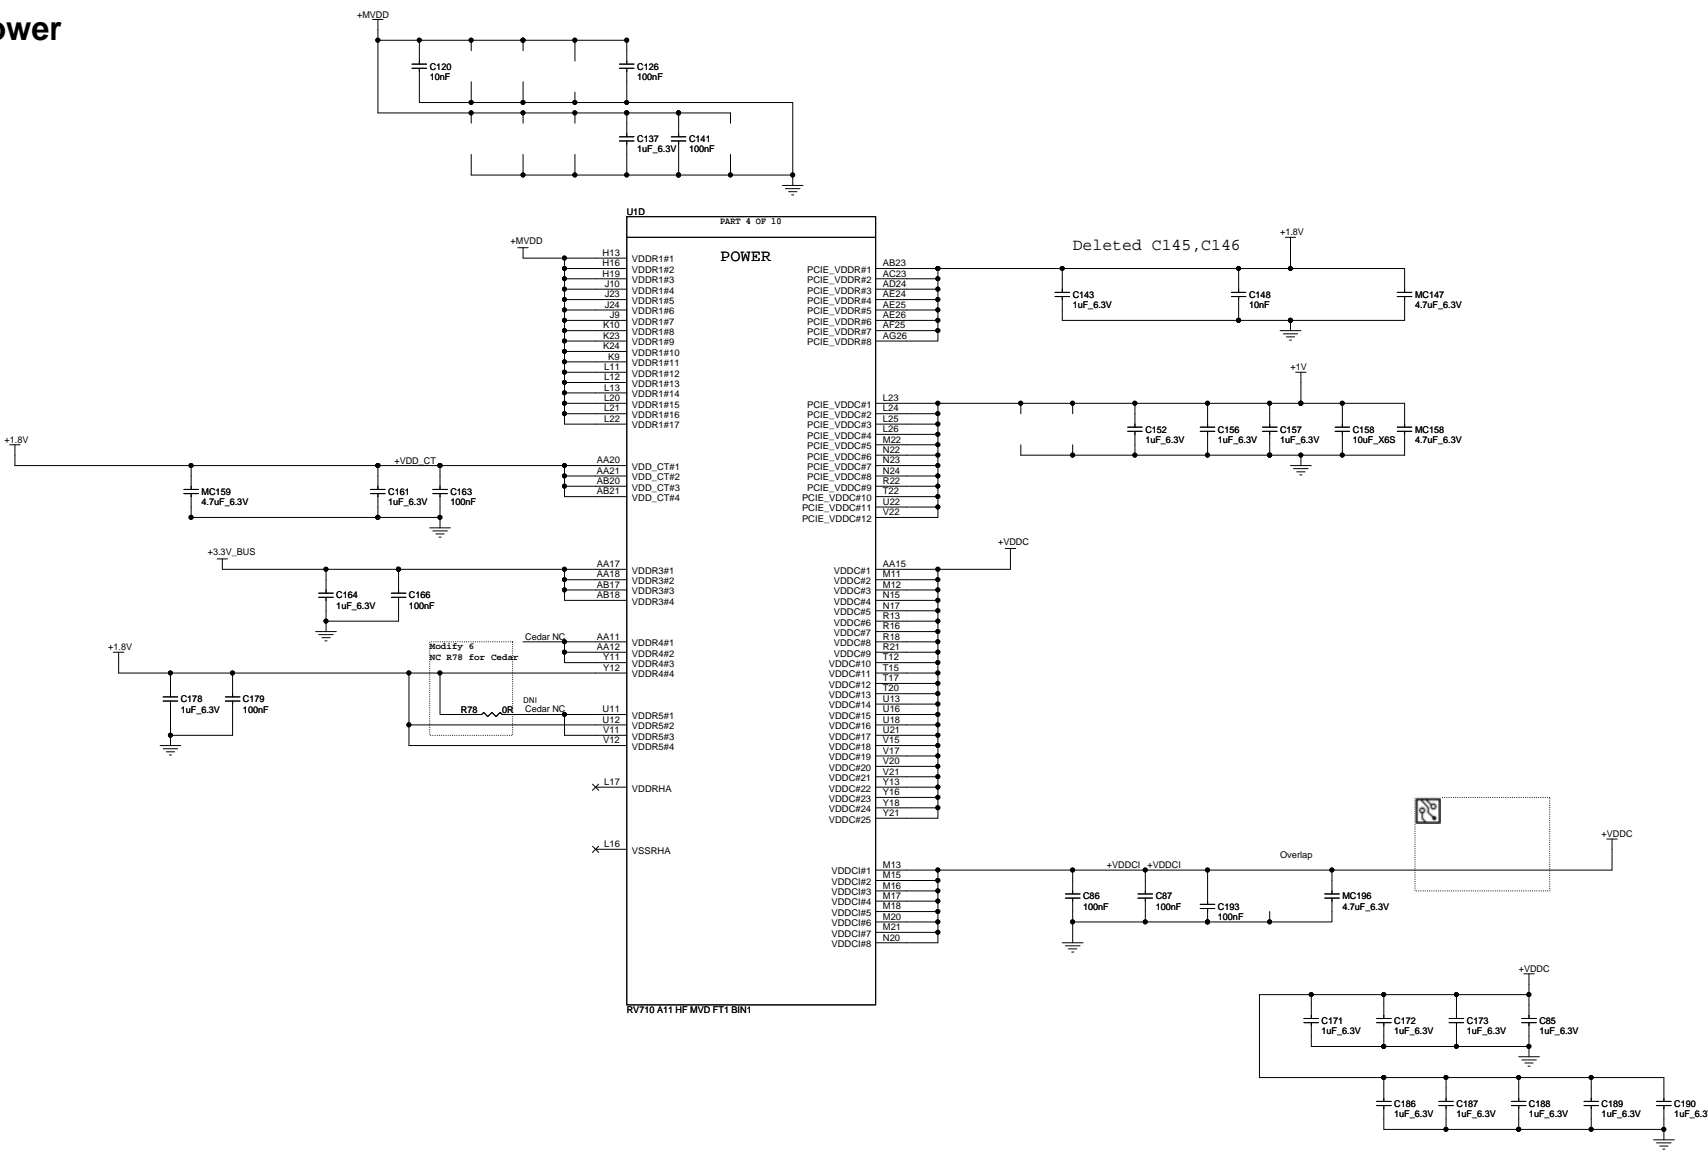 ower
+MVDD
C120
10nF
C126
100nF
C137
1uF_6.3V
C141
100nF
U1D
PART 4 OF 10
POWER
+MVDD
H13 VDDR1#1
H16 VDDR1#2
H19 VDDR1#3
J10 VDDR1#4
J23 VDDR1#5
J24 VDDR1#6
J9 VDDR1#7
K10 VDDR1#8
K23 VDDR1#9
K24 VDDR1#10
K9 VDDR1#11
L11 VDDR1#12
L12 VDDR1#13
L13 VDDR1#14
L20 VDDR1#15
L21 VDDR1#16
L22 VDDR1#17
+1.8V
+VDD_CT
MC159
4.7uF_6.3V
C161
1uF_6.3V
C163
100nF
AA20 VDD_CT#1
AA21 VDD_CT#2
AB20 VDD_CT#3
AB21 VDD_CT#4
+3.3V_BUS
C164
1uF_6.3V
C166
100nF
AA17 VDDR3#1
AA18 VDDR3#2
AB17 VDDR3#3
AB18 VDDR3#4
+1.8V
C178
1uF_6.3V
C179
100nF
Modify 6
NC R78 for Cedar
Cedar NC
AA11 VDDR4#1
AA12 VDDR4#2
Y11 VDDR4#3
Y12 VDDR4#4
R78 0R
DNI
Cedar NC
U11 VDDR5#1
U12 VDDR5#2
V11 VDDR5#3
V12 VDDR5#4
L17 VDDRHA
L16 VSSRHA
RV710 A11 HF MVD FT1 BIN1
PCIE_VDDR#1 AB23
PCIE_VDDR#2 AC23
PCIE_VDDR#3 AD24
PCIE_VDDR#4 AE24
PCIE_VDDR#5 AE25
PCIE_VDDR#6 AE26
PCIE_VDDR#7 AF25
PCIE_VDDR#8 AG26
Deleted C145,C146
+1.8V
C143
1uF_6.3V
C148
10nF
MC147
4.7uF_6.3V
PCIE_VDDC#1 L23
PCIE_VDDC#2 L24
PCIE_VDDC#3 L25
PCIE_VDDC#4 L26
PCIE_VDDC#5 M22
PCIE_VDDC#6 N22
PCIE_VDDC#7 N23
PCIE_VDDC#8 N24
PCIE_VDDC#9 R22
PCIE_VDDC#10 T22
PCIE_VDDC#11 U22
PCIE_VDDC#12 V22
+1V
C152
1uF_6.3V
C156
1uF_6.3V
C157
1uF_6.3V
C158
10uF_X6S
MC158
4.7uF_6.3V
+VDDC
VDDC#1 AA15
VDDC#2 M11
VDDC#3 M12
VDDC#4 N15
VDDC#5 N17
VDDC#6 R13
VDDC#7 R16
VDDC#8 R18
VDDC#9 R21
VDDC#10 T12
VDDC#11 T15
VDDC#12 T17
VDDC#13 T20
VDDC#14 U13
VDDC#15 U16
VDDC#16 U18
VDDC#17 U21
VDDC#18 V15
VDDC#19 V17
VDDC#20 V20
VDDC#21 V21
VDDC#22 Y13
VDDC#23 Y16
VDDC#24 Y18
VDDC#25 Y21
VDDCI#1 M13
VDDCI#2 M15
VDDCI#3 M16
VDDCI#4 M17
VDDCI#5 M18
VDDCI#6 M20
VDDCI#7 M21
VDDCI#8 N20
+VDDCI +VDDCI
Overlap
+VDDC
C86
100nF
C87
100nF
C193
100nF
MC196
4.7uF_6.3V
+VDDC
C171
1uF_6.3V
C172
1uF_6.3V
C173
1uF_6.3V
C85
1uF_6.3V
C186
1uF_6.3V
C187
1uF_6.3V
C188
1uF_6.3V
C189
1uF_6.3V
C190
1uF_6.3